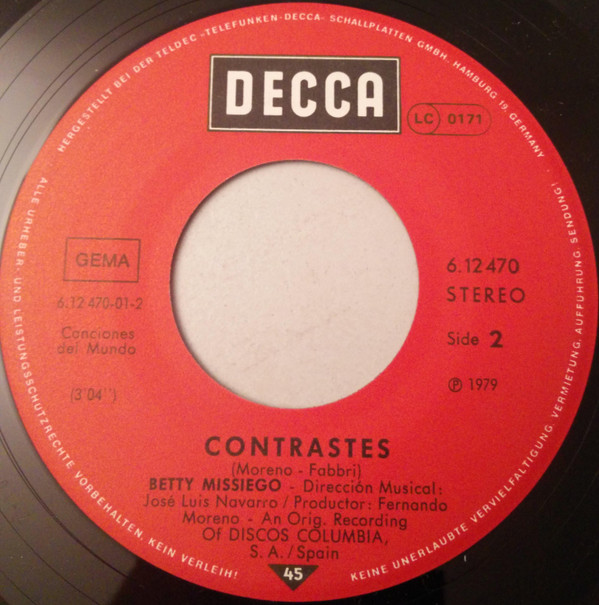 HERGESTELLT BEI DER TELDEC »TELEFUNKEN-DECCA« SCHALLPLATTEN GMBH, HAMBURG 19, GERMANY
DECCA
LC 0171
GEMA
6.12 470-01-2
Canciones
del Mundo
(3'04'')
6.12 470
STEREO
Side 2
℗ 1979
CONTRASTES
(Moreno - Fabbri)
BETTY MISSIEGO - Dirección Musical:
José Luis Navarro / Productor: Fernando
Moreno - An Orig. Recording
Of DISCOS COLUMBIA,
S. A. / Spain
45
ALLE URHEBER- UND LEISTUNGSSCHUTZRECHTE VORBEHALTEN. KEIN VERLEIH!
KEINE UNERLAUBTE VERVIELFÄLTIGUNG, VERMIETUNG, AUFFÜHRUNG, SENDUNG!